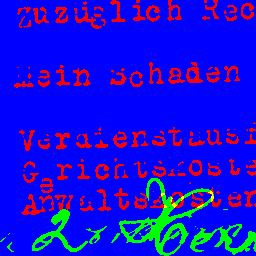 zuzüglich Rec
Mein Schaden
Verdienstausf
Gerichtskoste
Anwaltskosten